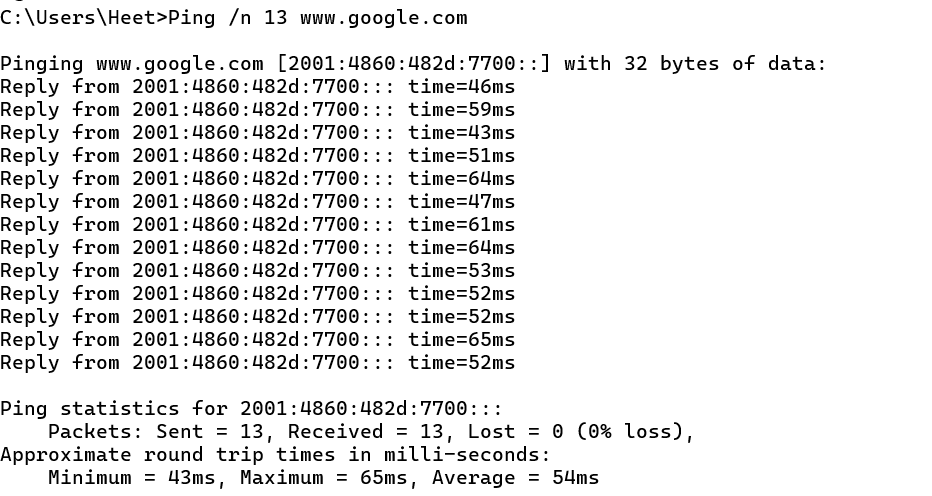 C:\Users\Heet>Ping /n 13 www.google.com
Pinging www.google.com [2001:4860:482d:7700::] with 32 bytes of data:
Reply from 2001:4860:482d:7700::: time=46ms
Reply from 2001:4860:482d:7700::: time=59ms
Reply from 2001:4860:482d:7700::: time=43ms
Reply from 2001:4860:482d:7700::: time=51ms
Reply from 2001:4860:482d:7700::: time=64ms
Reply from 2001:4860:482d:7700::: time=47ms
Reply from 2001:4860:482d:7700::: time=61ms
Reply from 2001:4860:482d:7700::: time=64ms
Reply from 2001:4860:482d:7700::: time=53ms
Reply from 2001:4860:482d:7700::: time=52ms
Reply from 2001:4860:482d:7700::: time=52ms
Reply from 2001:4860:482d:7700::: time=65ms
Reply from 2001:4860:482d:7700::: time=52ms
Ping statistics for 2001:4860:482d:7700:::
Packets: Sent = 13, Received = 13, Lost = 0 (0% loss),
Approximate round trip times in milli-seconds:
Minimum = 43ms, Maximum = 65ms, Average = 54ms